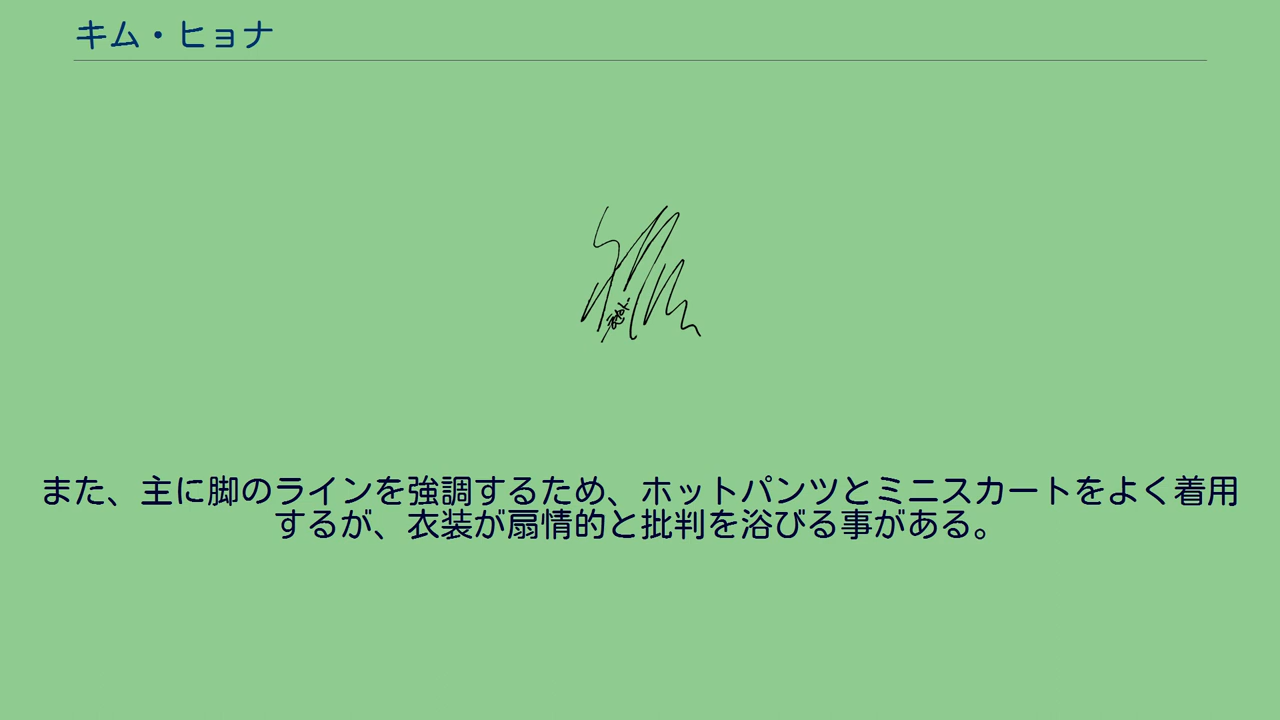 キム・ヒョナ
また、主に脚のラインを強調するため、ホットパンツとミニスカートをよく着用
するが、衣装が扇情的と批判を浴びる事がある。